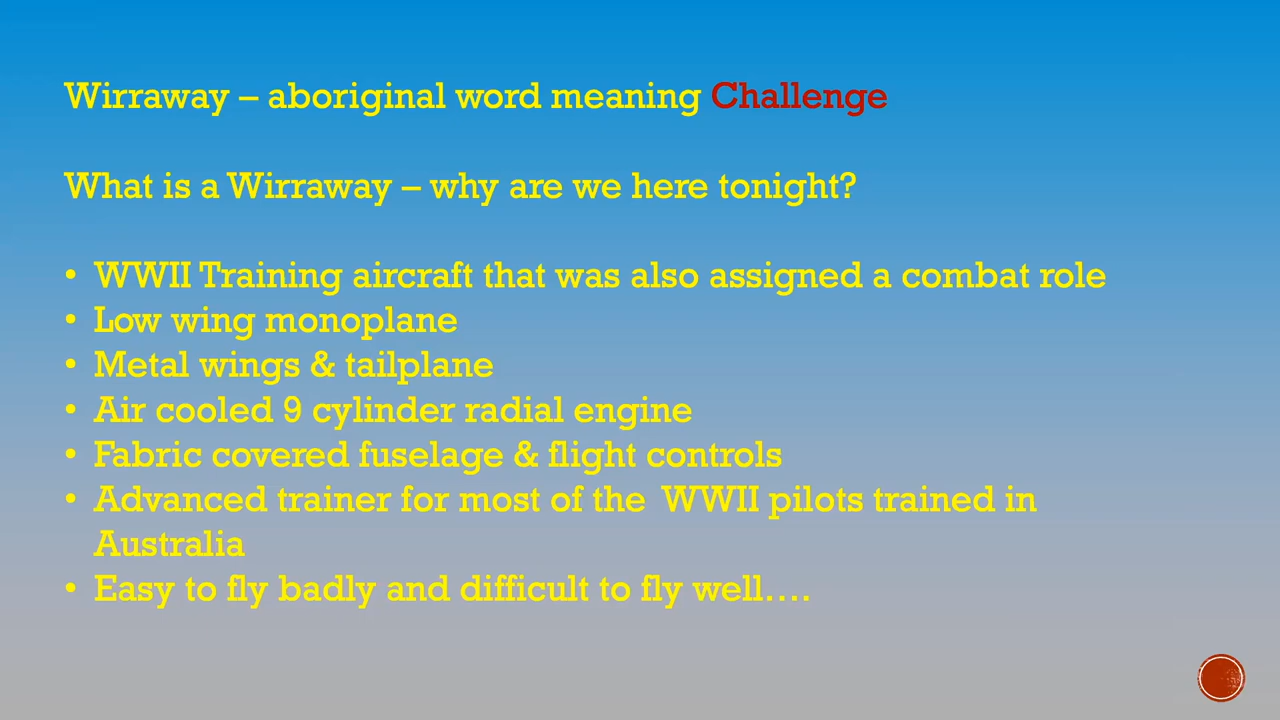 Wirraway – aboriginal word meaning Challenge
What is a Wirraway – why are we here tonight?
• WWII Training aircraft that was also assigned a combat role
• Low wing monoplane
• Metal wings & tailplane
• Air cooled 9 cylinder radial engine
• Fabric covered fuselage & flight controls
• Advanced trainer for most of the WWII pilots trained in
Australia
• Easy to fly badly and difficult to fly well....